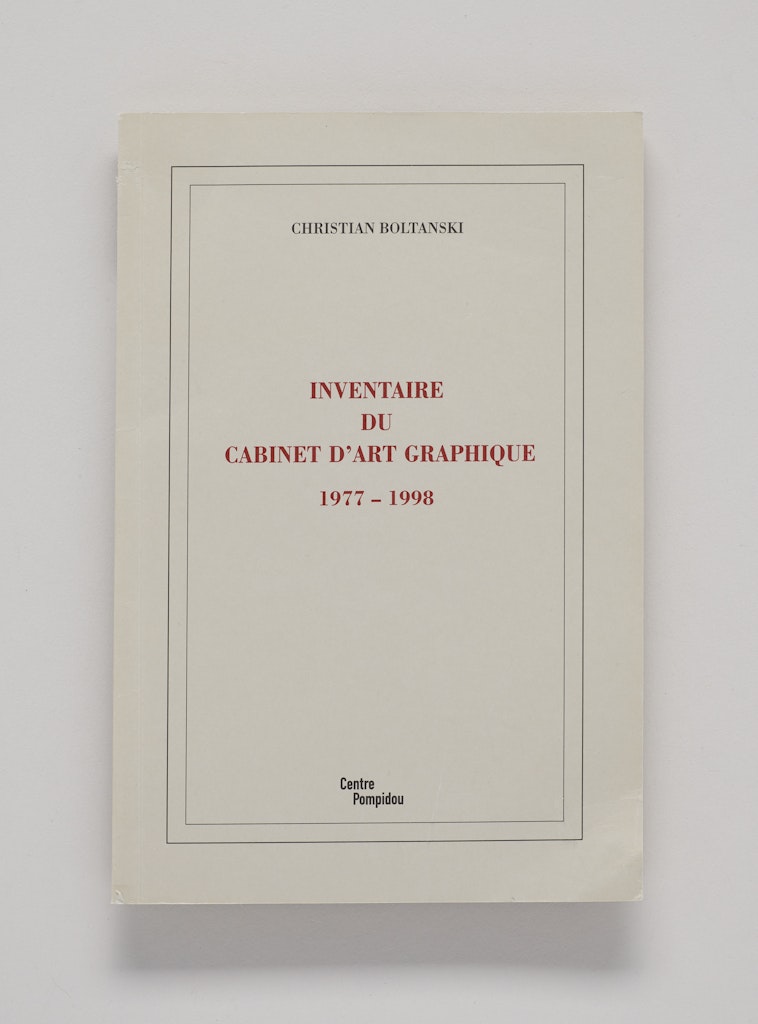 CHRISTIAN BOLTANSKI
INVENTAIRE
DU
CABINET D’ART GRAPHIQUE
1977 – 1998
Centre
Pompidou